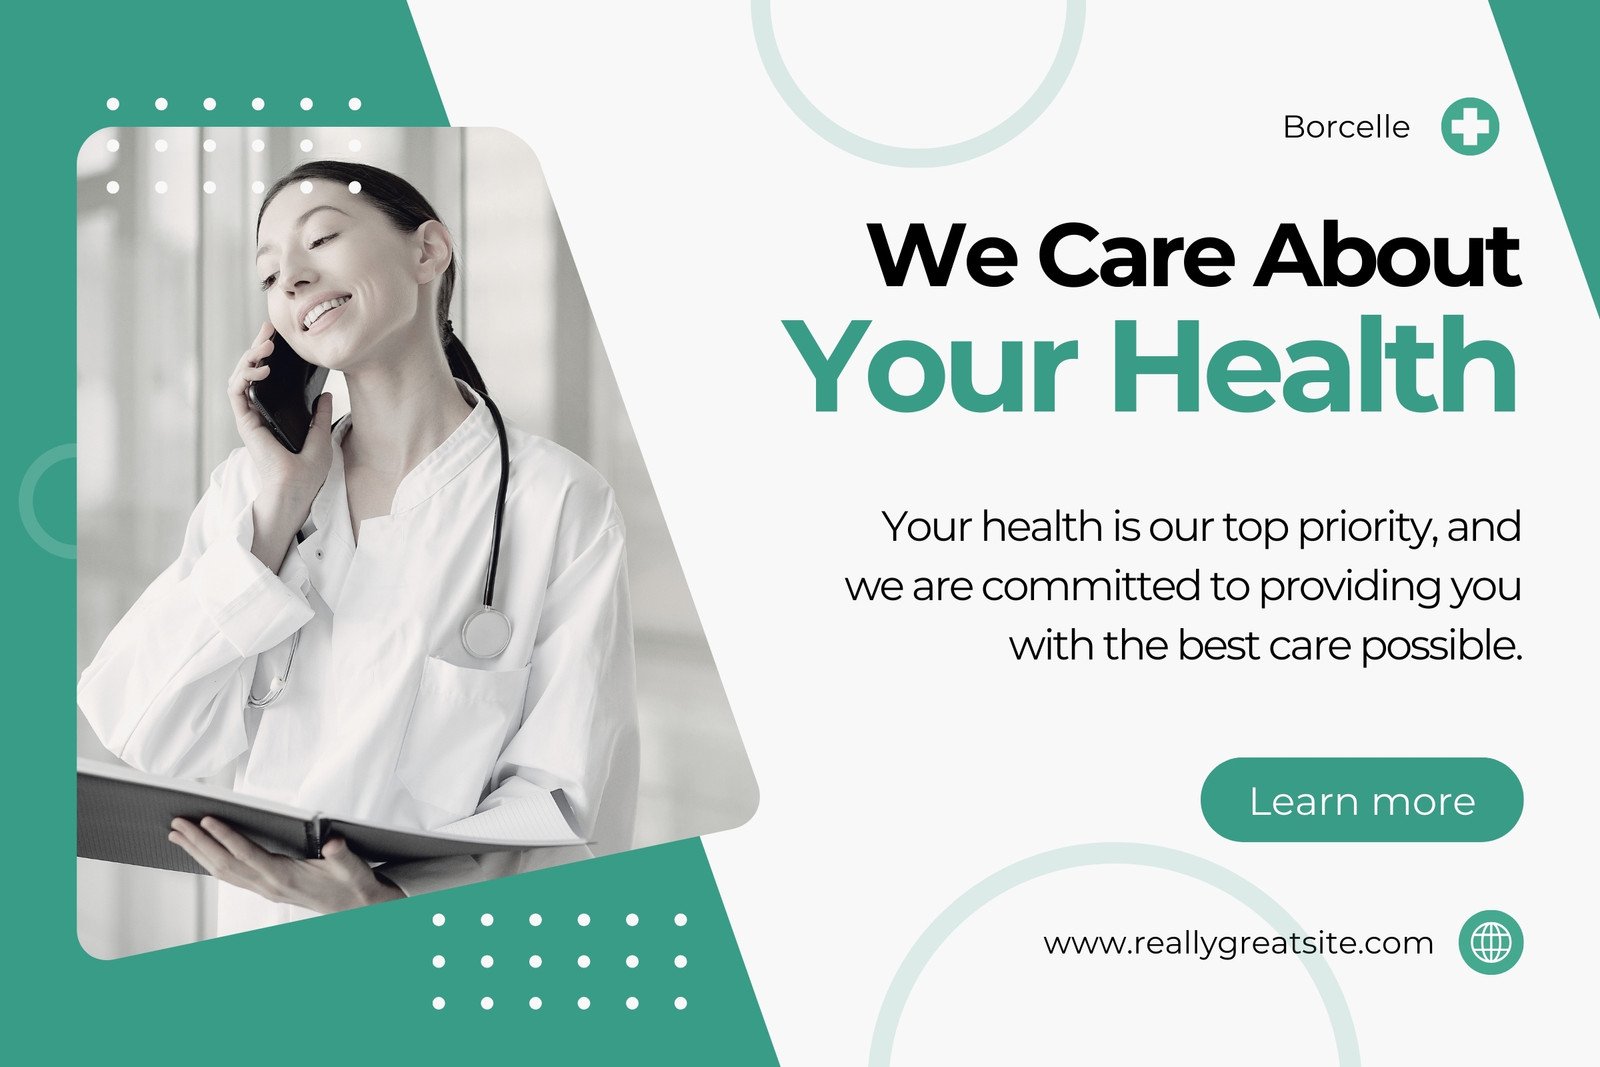 Borcelle
We Care About
Your Health
Your health is our top priority, and
we are committed to providing you
with the best care possible.
Learn more
www.reallygreatsite.com